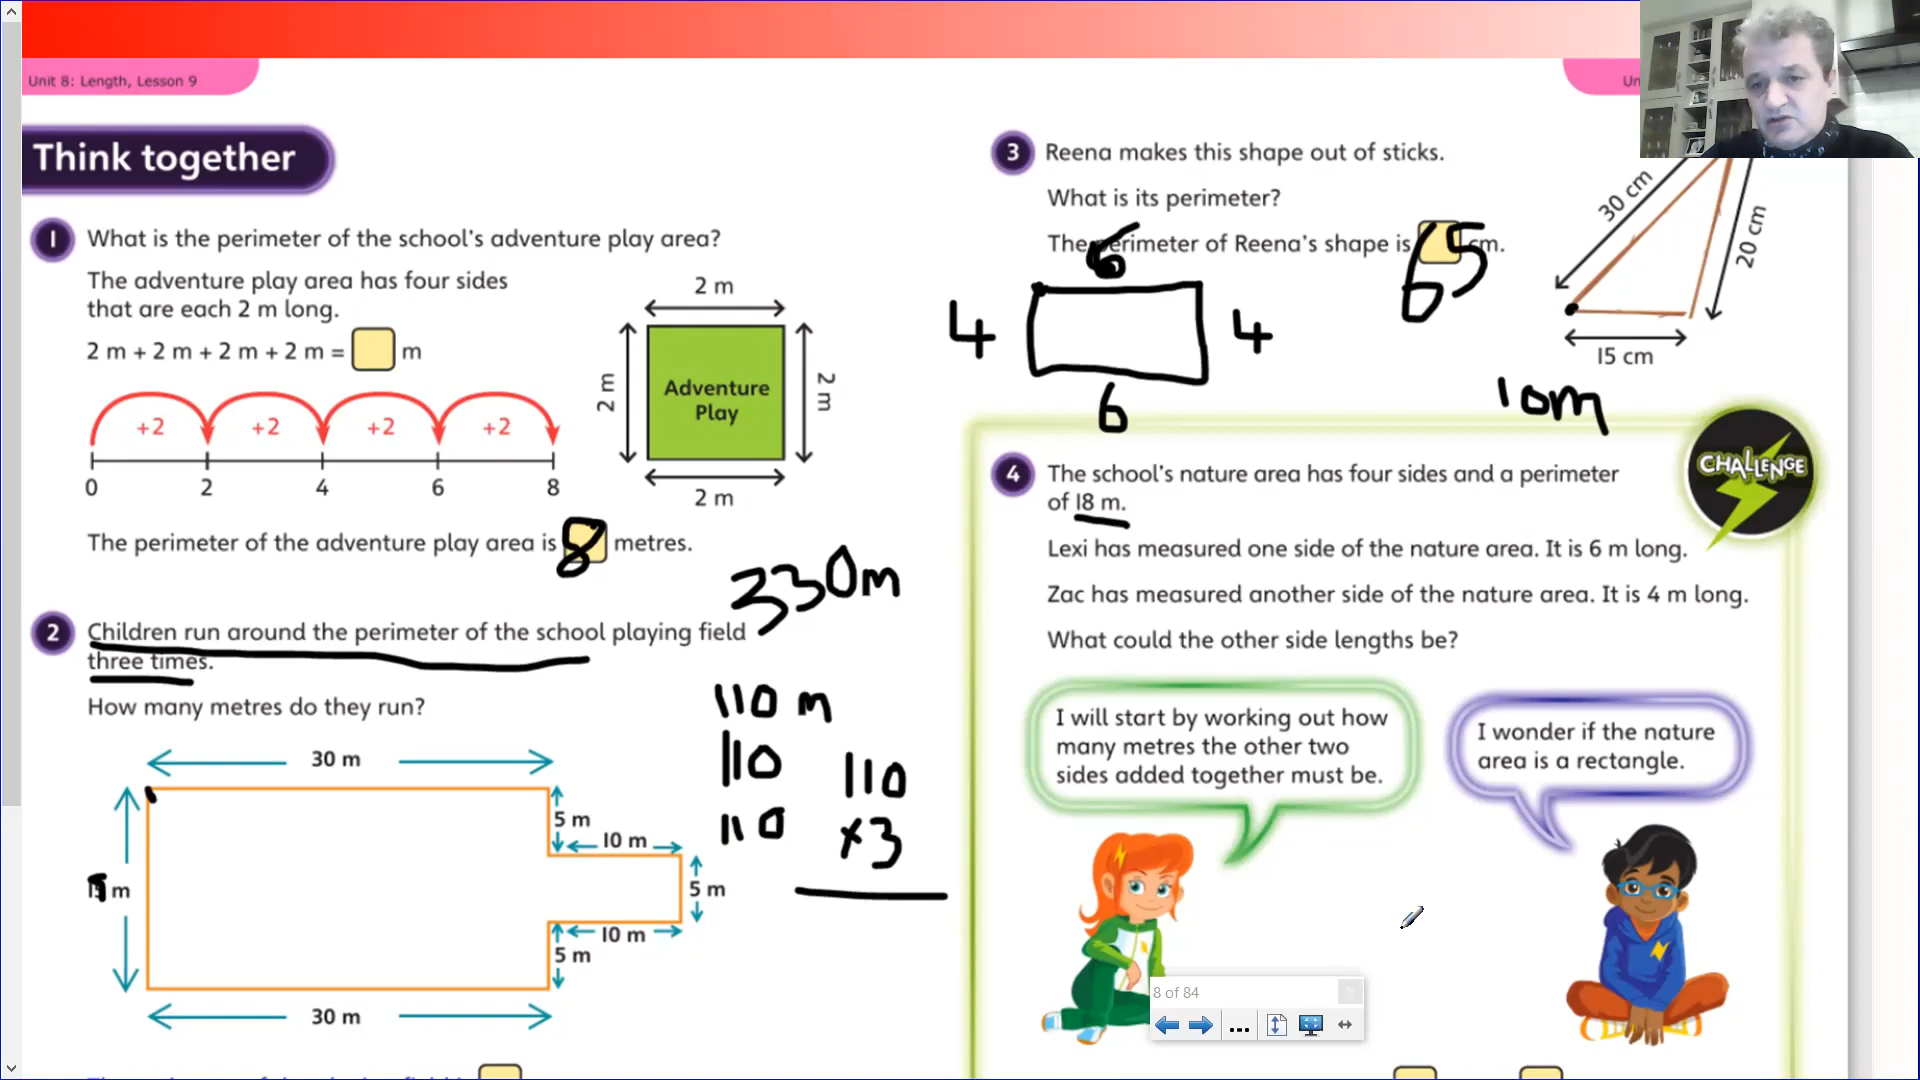 Unit 8: Length, Lesson 9
Un
Think together
1 What is the perimeter of the school's adventure play area?
The adventure play area has four sides
that are each 2 m long.
2 m + 2 m + 2 m + 2 m = m
+2 +2 +2 +2
0 2 4 6 8
2 m
2 m
Adventure
Play
2 m
2 m
The perimeter of the adventure play area is 8 metres.
330m
2 Children run around the perimeter of the school playing field
three times.
How many metres do they run?
110 m
110
110
110
×3
30 m
5 m
10 m
15 m
5 m
10 m
5 m
30 m
3 Reena makes this shape out of sticks.
What is its perimeter?
The perimeter of Reena's shape is 65 cm.
30 cm
20 cm
15 cm
6
4
4
6
10m
CHALLENGE
4 The school's nature area has four sides and a perimeter
of 18 m.
Lexi has measured one side of the nature area. It is 6 m long.
Zac has measured another side of the nature area. It is 4 m long.
What could the other side lengths be?
I will start by working out how
many metres the other two
sides added together must be.
I wonder if the nature
area is a rectangle.
8 of 84
...